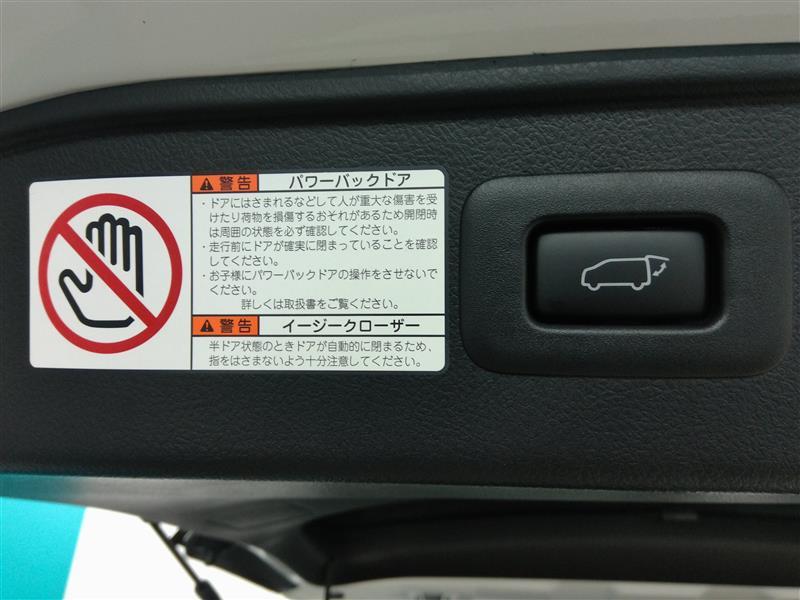 警告 パワーバックドア
・ドアにはさまれるなどして人が重大な傷害を受
けたり荷物を損傷するおそれがあるため開閉時
は周囲の状態を必ず確認してください。
・走行前にドアが確実に閉まっていることを確認
してください。
・お子様にパワーバックドアの操作をさせないで
ください。
詳しくは取扱書をご覧ください。
警告 イージークローザー
半ドア状態のときドアが自動的に閉まるため、
指をはさまないよう十分注意してください。